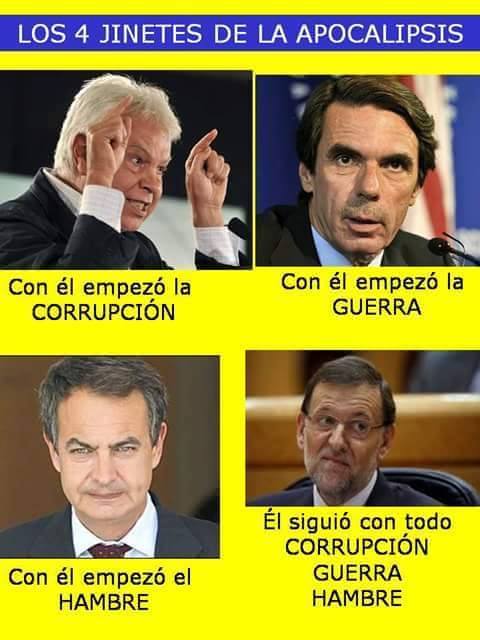 LOS 4 JINETES DE LA APOCALIPSIS
Con él empezó la
CORRUPCIÓN
Con él empezó la
GUERRA
Con él empezó el
HAMBRE
Él siguió con todo
CORRUPCIÓN
GUERRA
HAMBRE